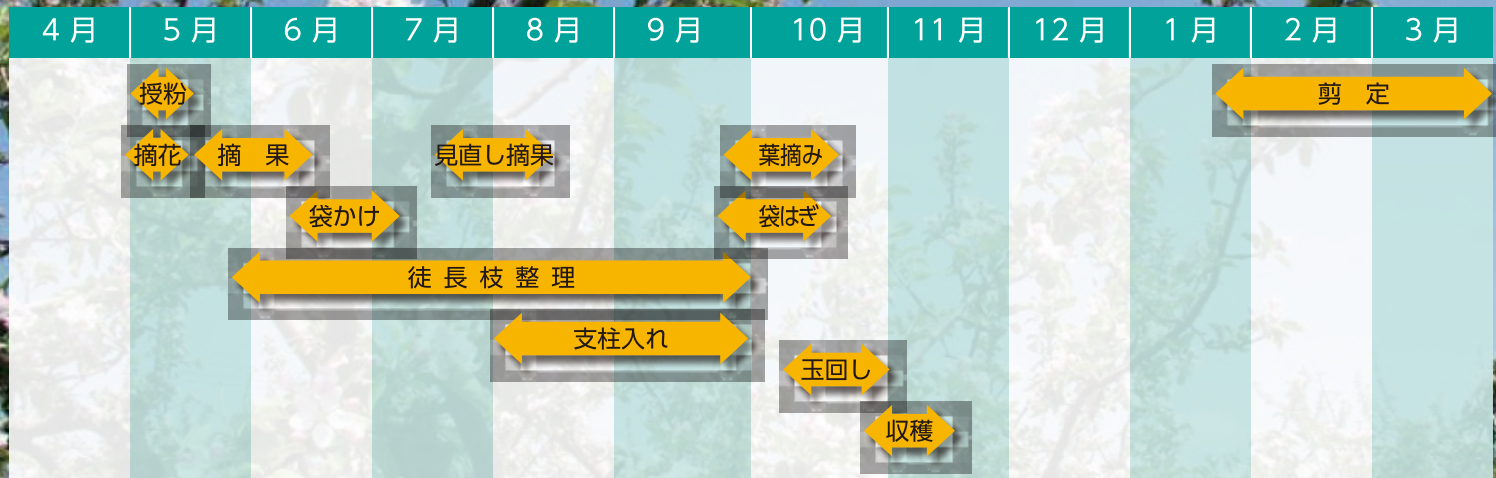 4月 5月 6月 7月 8月 9月 10月 11月 12月 1月 2月 3月
授粉 剪定
摘花 摘果 見直し摘果 葉摘み
袋かけ 袋はぎ
徒長枝整理
支柱入れ
玉回し
収穫